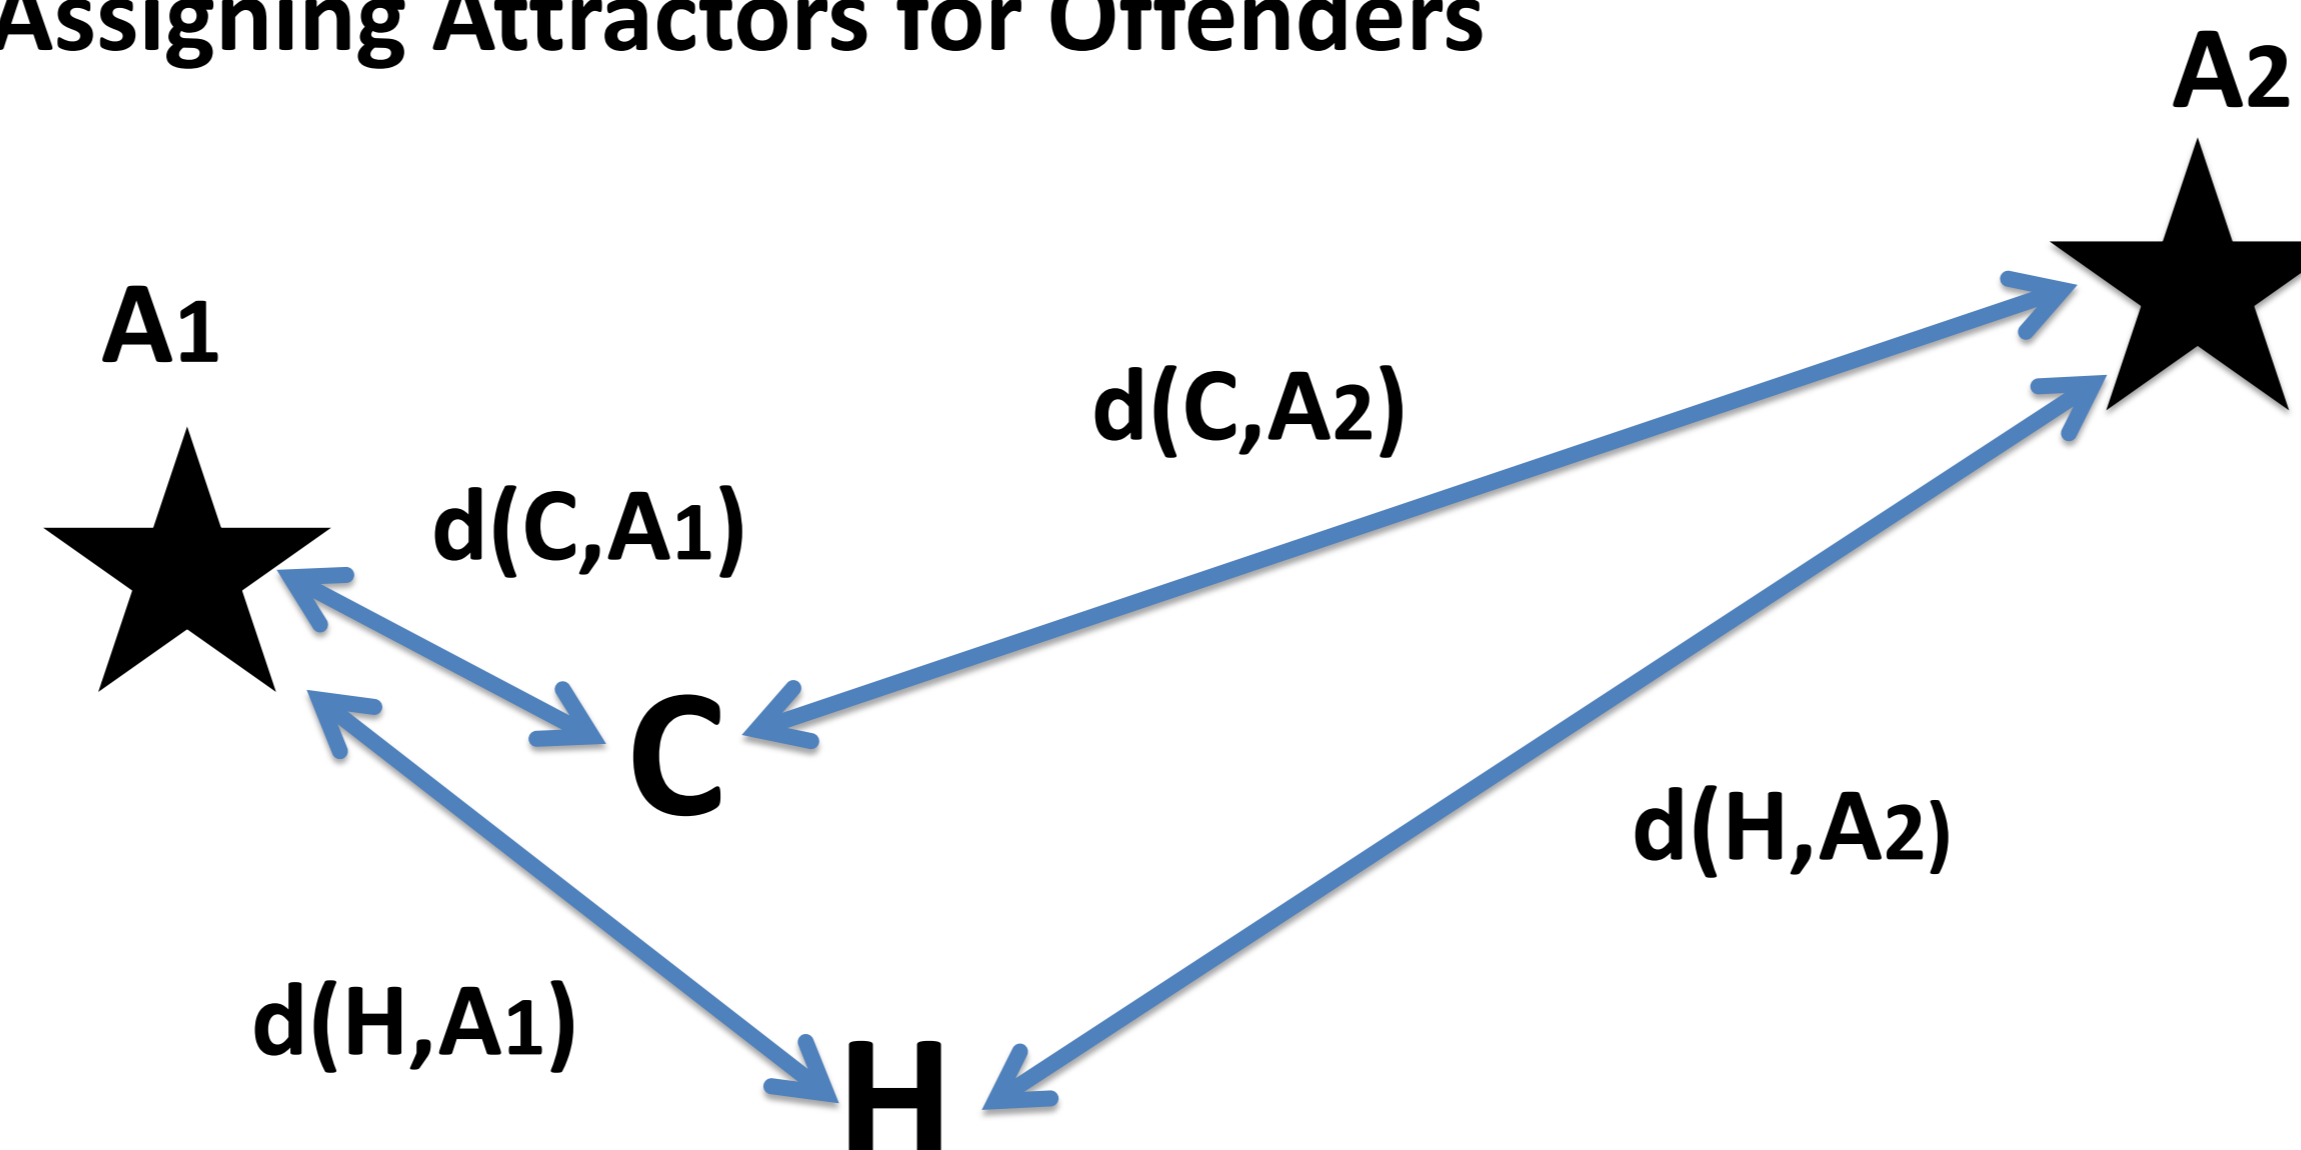 Assigning Attractors for Offenders
A2
A1
d(C,A2)
d(C,A1)
C
d(H,A2)
d(H,A1)
H